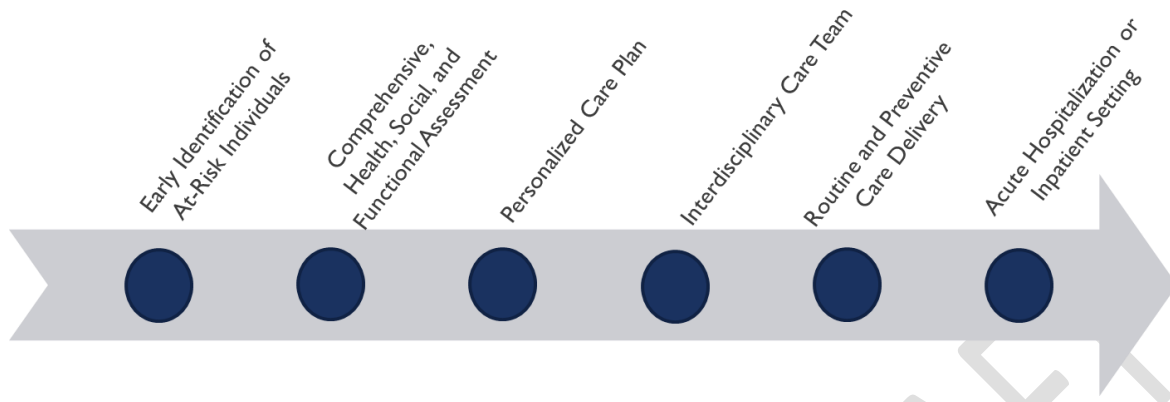 Early Identification of
At-Risk Individuals
Comprehensive,
Health, Social, and
Functional Assessment
Personalized Care Plan
Interdisciplinary Care Team
Routine and Preventive
Care Delivery
Acute Hospitalization or
Inpatient Setting